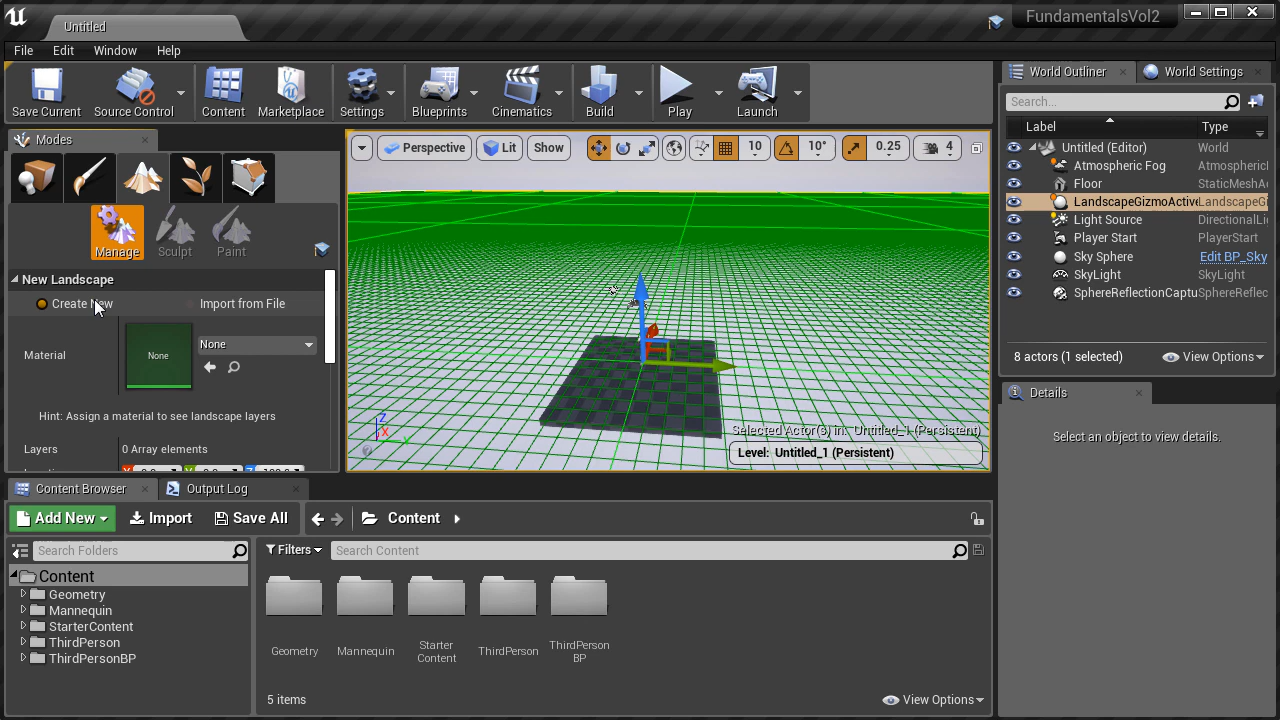 Untitled
FundamentalsVol2
File Edit Window Help
Save Current Source Control Content Marketplace Settings Blueprints Cinematics Build Play Launch
World Outliner World Settings
Search...
Label Type
Untitled (Editor) World
Atmospheric Fog Atmospheric
Floor StaticMeshA
LandscapeGizmoActive LandscapeG
Light Source DirectionalLi
Player Start PlayerStart
Sky Sphere Edit BP_Sky
SkyLight SkyLight
SphereReflectionCaptu SphereReflec
8 actors (1 selected) View Options
Details
Select an object to view details.
Modes
Manage Sculpt Paint
New Landscape
Create New Import from File
Material None None
Hint: Assign a material to see landscape layers
Layers 0 Array elements
Perspective Lit Show 10 10° 0.25 4
Z
X
Y
Selected Actor(s) in: Untitled_1 (Persistent)
Level: Untitled_1 (Persistent)
Content Browser Output Log
Add New Import Save All Content
Search Folders Filters Search Content
Content
Geometry
Mannequin
StarterContent
ThirdPerson
ThirdPersonBP
Geometry Mannequin Starter Content ThirdPerson ThirdPerson BP
5 items View Options